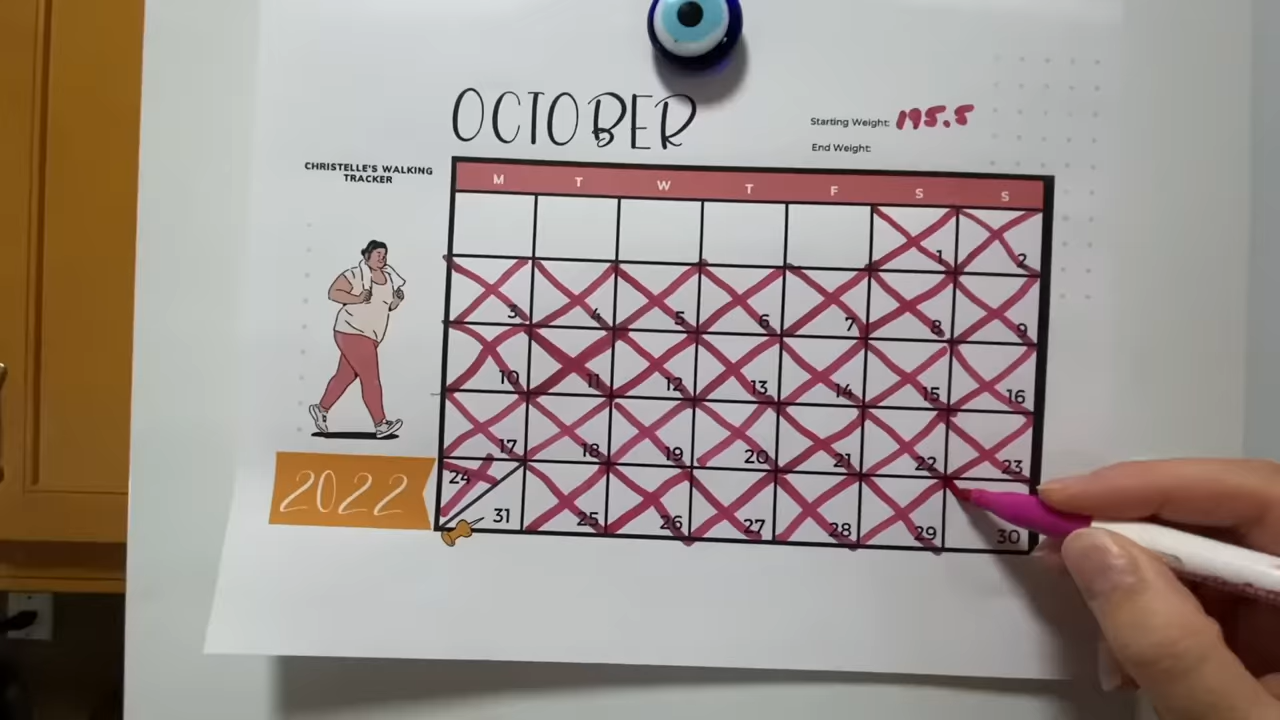 OCTOBER
Starting Weight: 195.5
End Weight:
CHRISTELLE'S WALKING
TRACKER
M T W T F S S
1 2
3 4 5 6 7 8 9
10 11 12 13 14 15 16
17 18 19 20 21 22 23
24
31 25 26 27 28 29 30
2022